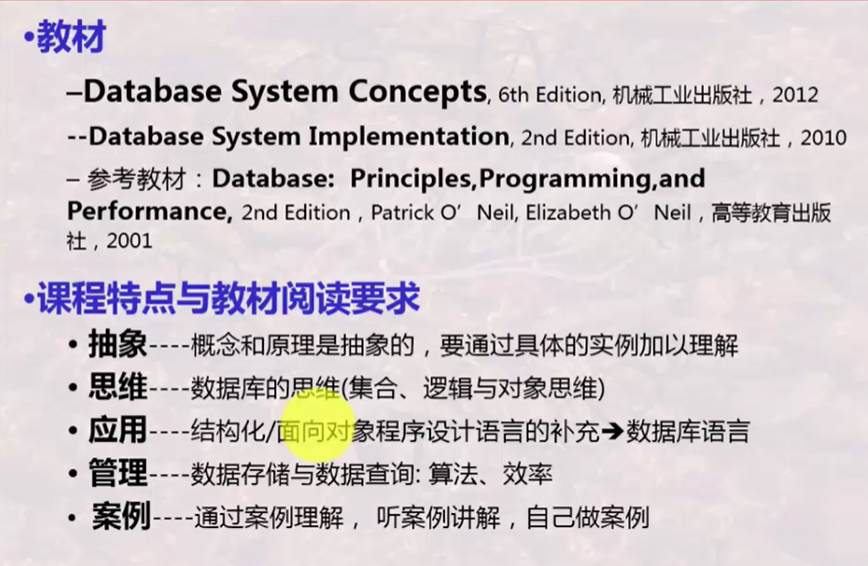 •教材
–Database System Concepts, 6th Edition, 机械工业出版社，2012
--Database System Implementation, 2nd Edition, 机械工业出版社，2010
– 参考教材：Database: Principles,Programming,and
Performance, 2nd Edition，Patrick O’Neil, Elizabeth O’Neil，高等教育出版
社，2001
•课程特点与教材阅读要求
• 抽象----概念和原理是抽象的，要通过具体的实例加以理解
• 思维----数据库的思维(集合、逻辑与对象思维)
• 应用----结构化/面向对象程序设计语言的补充➔数据库语言
• 管理----数据存储与数据查询: 算法、效率
• 案例----通过案例理解， 听案例讲解，自己做案例